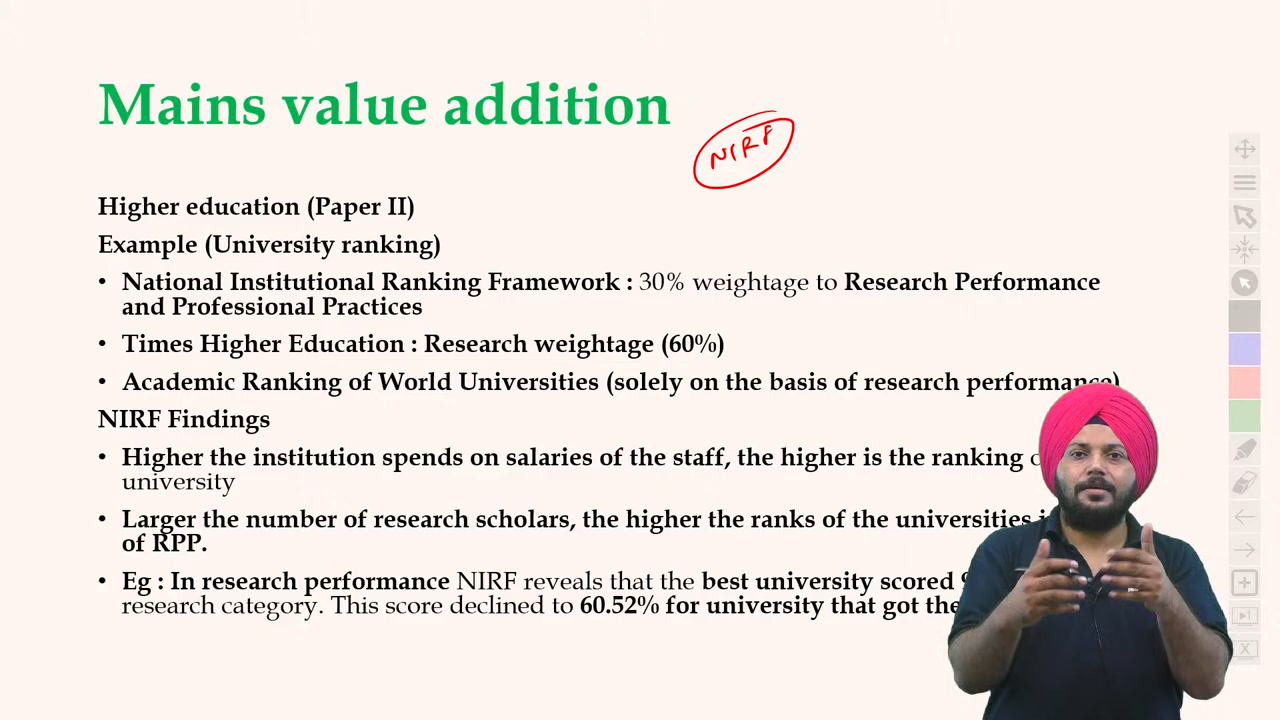 Mains value addition
NIRF
Higher education (Paper II)
Example (University ranking)
• National Institutional Ranking Framework : 30% weightage to Research Performance
and Professional Practices
• Times Higher Education : Research weightage (60%)
• Academic Ranking of World Universities (solely on the basis of research performance)
NIRF Findings
• Higher the institution spends on salaries of the staff, the higher is the ranking
university
• Larger the number of research scholars, the higher the ranks of the universities
of RPP.
• Eg : In research performance NIRF reveals that the best university scored
research category. This score declined to 60.52% for university that got the